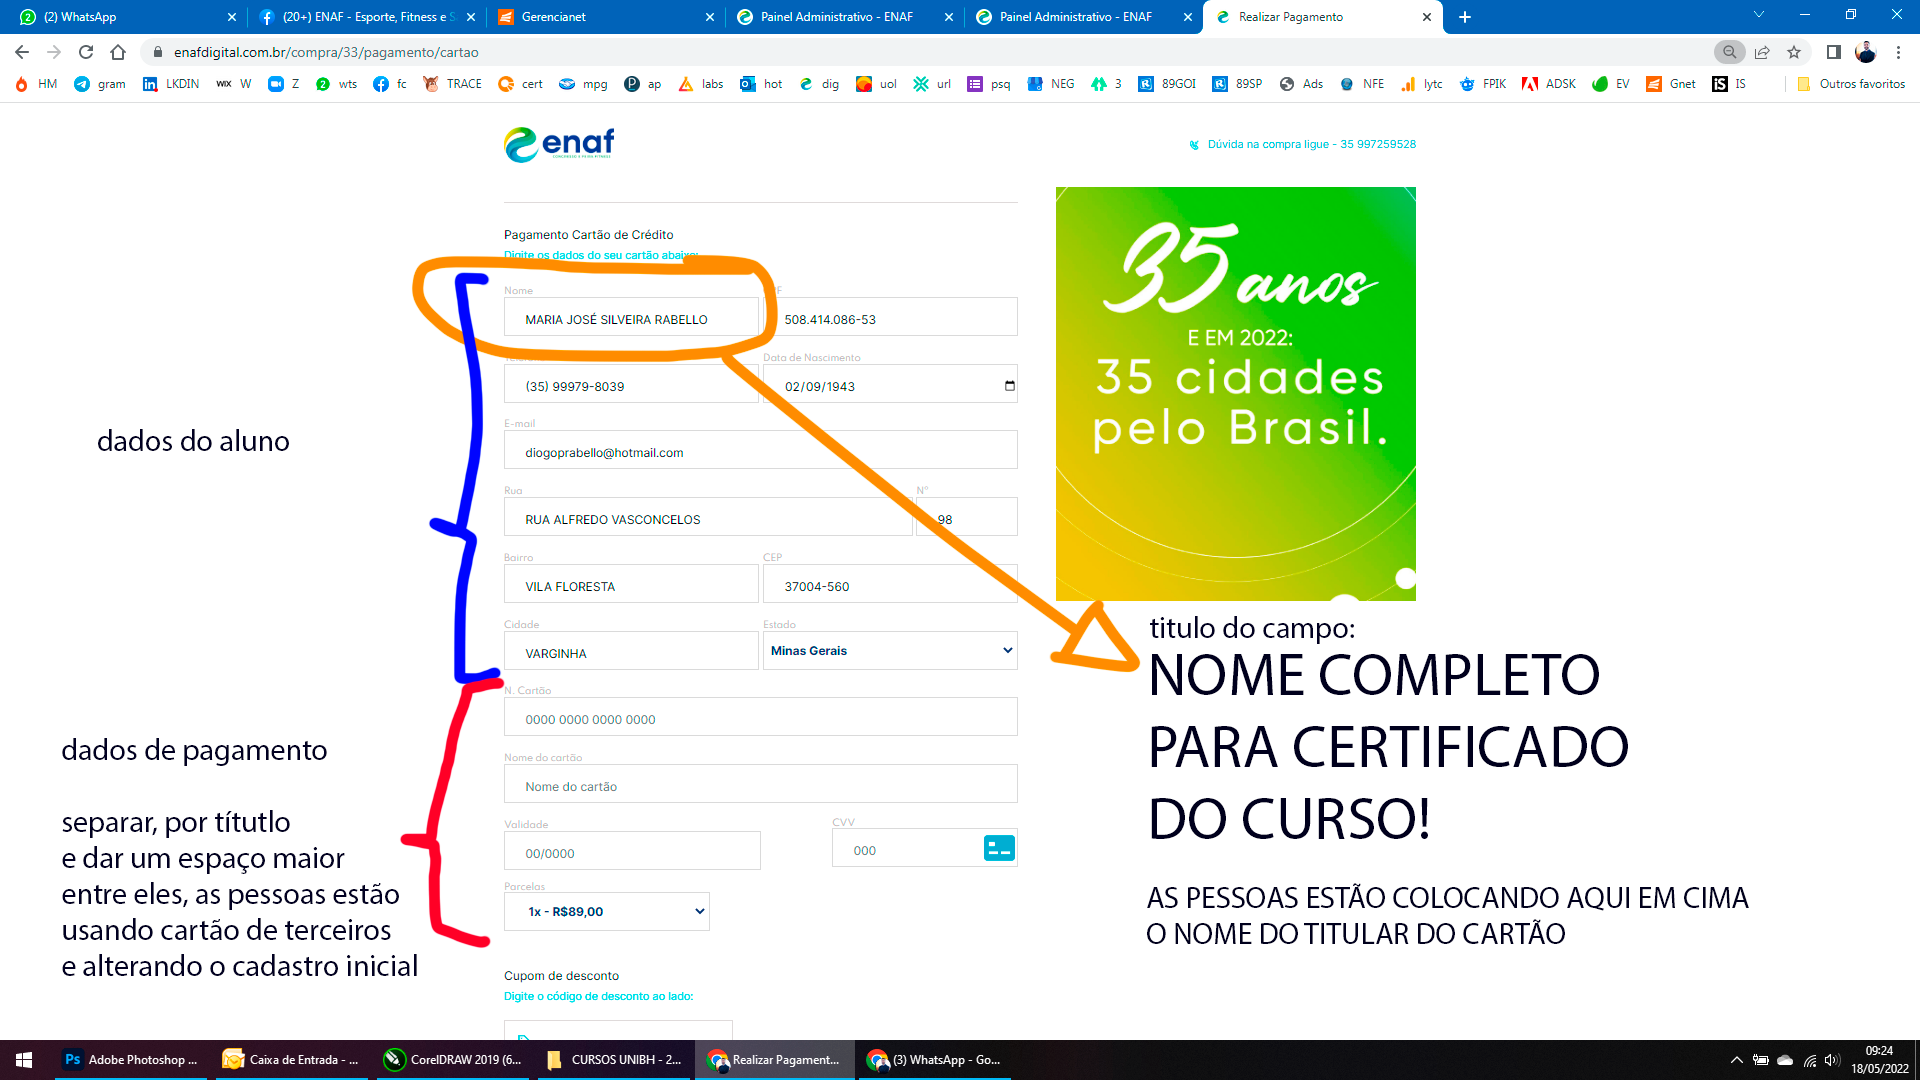 (2) WhatsApp
(20+) ENAF - Esporte, Fitness e S
Gerencianet
Painel Administrativo - ENAF
Painel Administrativo - ENAF
Realizar Pagamento
enafdigital.com.br/compra/33/pagamento/cartao
HM gram LKDIN WIX W Z wts fc TRACE cert mpg ap labs hot dig uol url psq NEG 3 89GOI 89SP Ads NFE lytc FPIK ADSK EV Gnet IS Outros favoritos
enaf
Dúvida na compra ligue - 35 997259528
Pagamento Cartão de Crédito
Digite os dados do seu cartão abaixo:
Nome
MARIA JOSÉ SILVEIRA RABELLO
508.414.086-53
Data de Nascimento
(35) 99979-8039
02/09/1943
E-mail
diogoprabello@hotmail.com
Rua
Nº
RUA ALFREDO VASCONCELOS
98
Bairro
CEP
VILA FLORESTA
37004-560
Cidade
Estado
VARGINHA
Minas Gerais
N. Cartão
0000 0000 0000 0000
Nome do cartão
Nome do cartão
Validade
CVV
00/0000
000
Parcelas
1x - R$89,00
Cupom de desconto
Digite o código de desconto ao lado:
dados do aluno
dados de pagamento
separar, por títutlo
e dar um espaço maior
entre eles, as pessoas estão
usando cartão de terceiros
e alterando o cadastro inicial
35 anos
E EM 2022:
35 cidades
pelo Brasil.
titulo do campo:
NOME COMPLETO
PARA CERTIFICADO
DO CURSO!
AS PESSOAS ESTÃO COLOCANDO AQUI EM CIMA
O NOME DO TITULAR DO CARTÃO
Adobe Photoshop ...
Caixa de Entrada - ...
CorelDRAW 2019 (6...
CURSOS UNIBH - 2...
Realizar Pagament...
(3) WhatsApp - Go...
09:24
18/05/2022